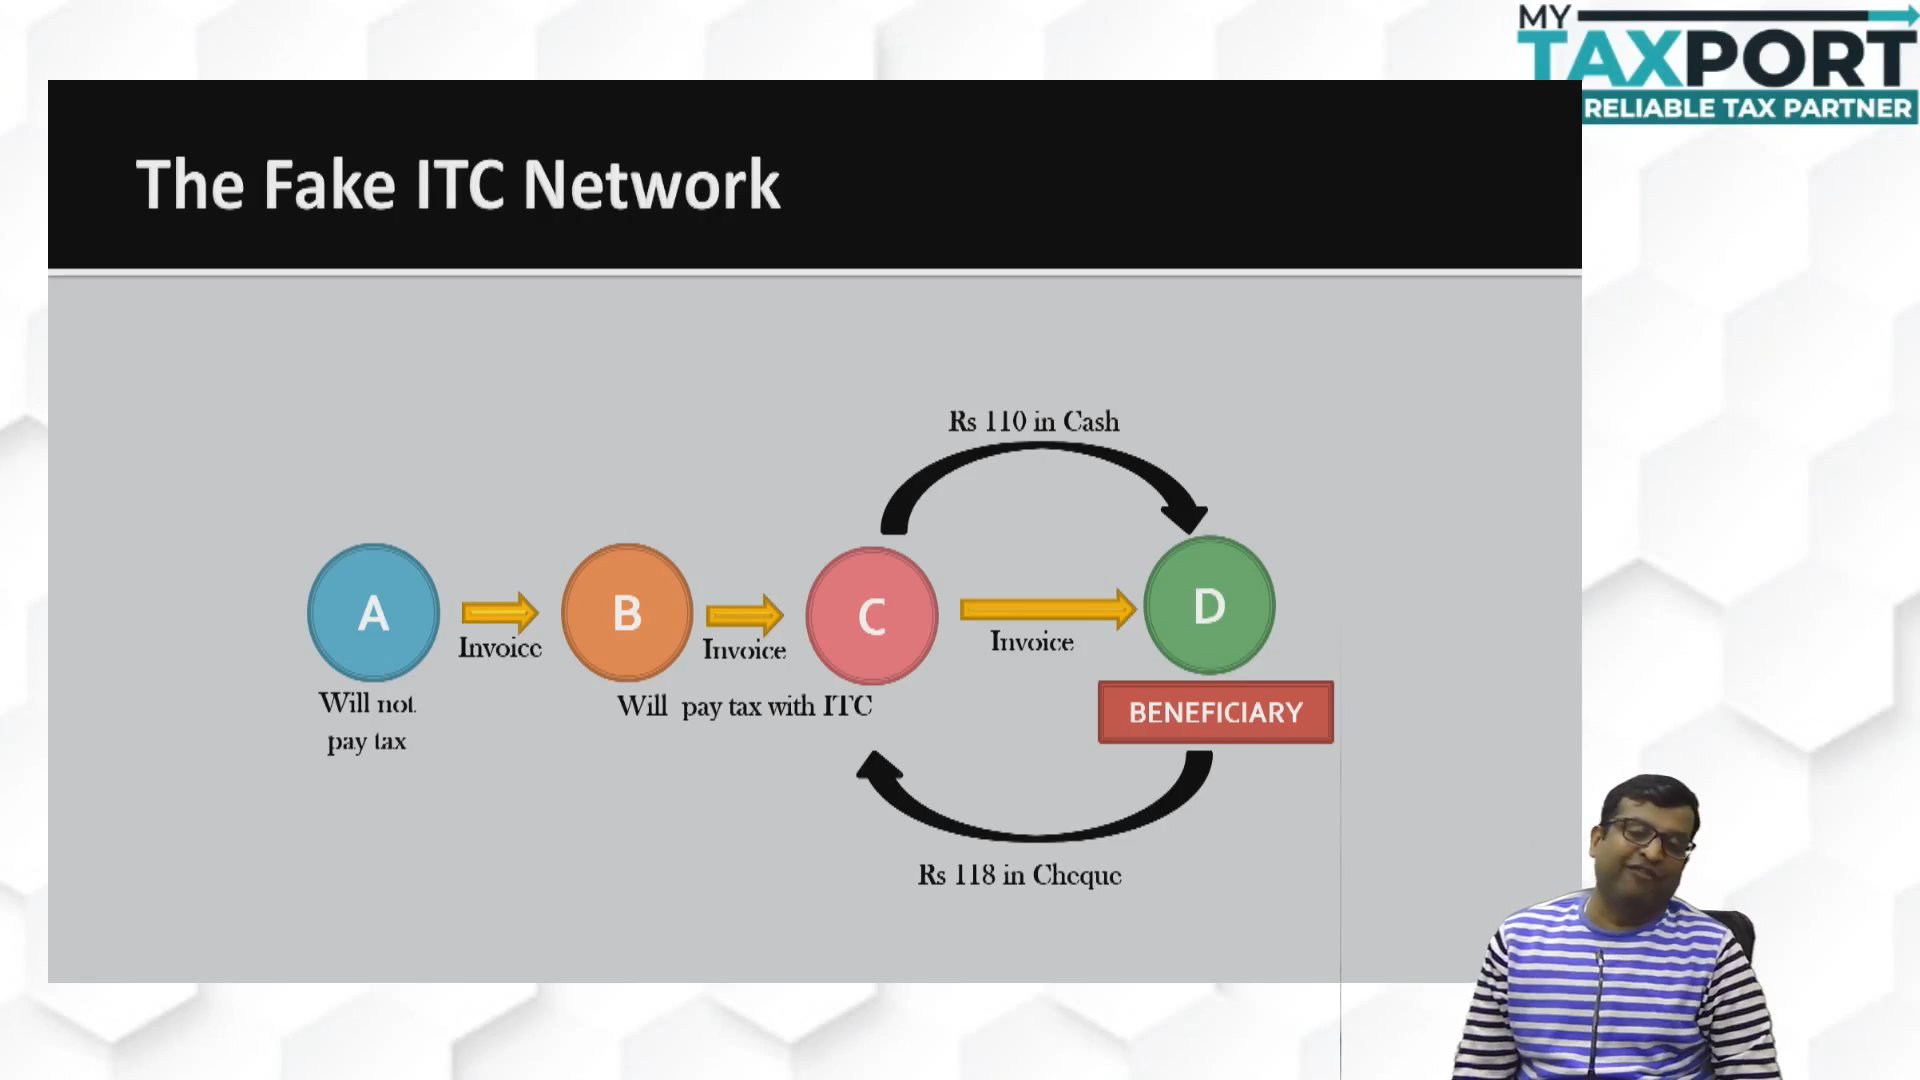 MY
TAXPORT
RELIABLE TAX PARTNER
The Fake ITC Network
Rs 110 in Cash
A
B
C
D
Invoice
Invoice
Invoice
Will not
pay tax
Will pay tax with ITC
BENEFICIARY
Rs 118 in Cheque